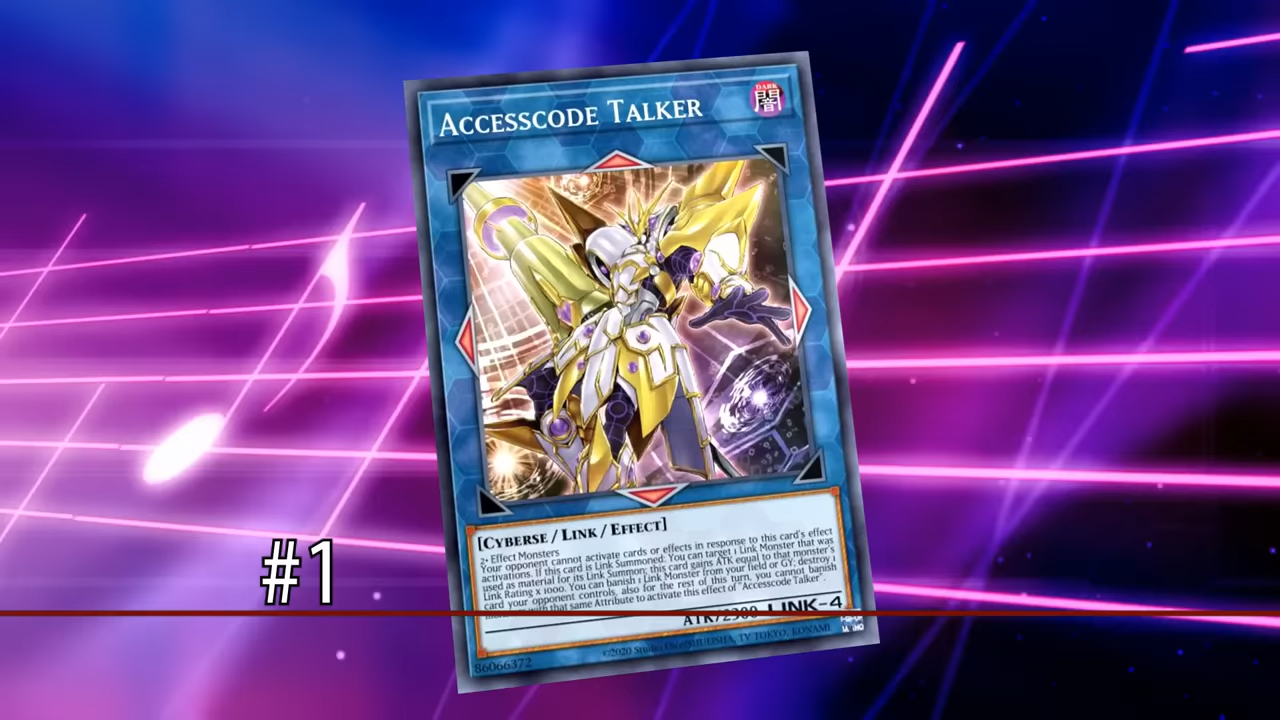 ACCESSCODE TALKER
DARK
闇
[CYBERSE / LINK / EFFECT]
2+ Effect Monsters
Your opponent cannot activate cards or effects in response to this card's effect
activations. If this card is Link Summoned: You can target 1 Link Monster that was
used as material for its Link Summon; this card gains ATK equal to that monster's
Link Rating x 1000. You can banish 1 Link Monster from your field or GY; destroy 1
card your opponent controls, also for the rest of this turn, you cannot banish
with that same Attribute to activate this effect of "Accesscode Talker".
ATK/2300 LINK-4
86066372
©2020 Studio Dice/SHUEISHA, TV TOKYO, KONAMI
#1